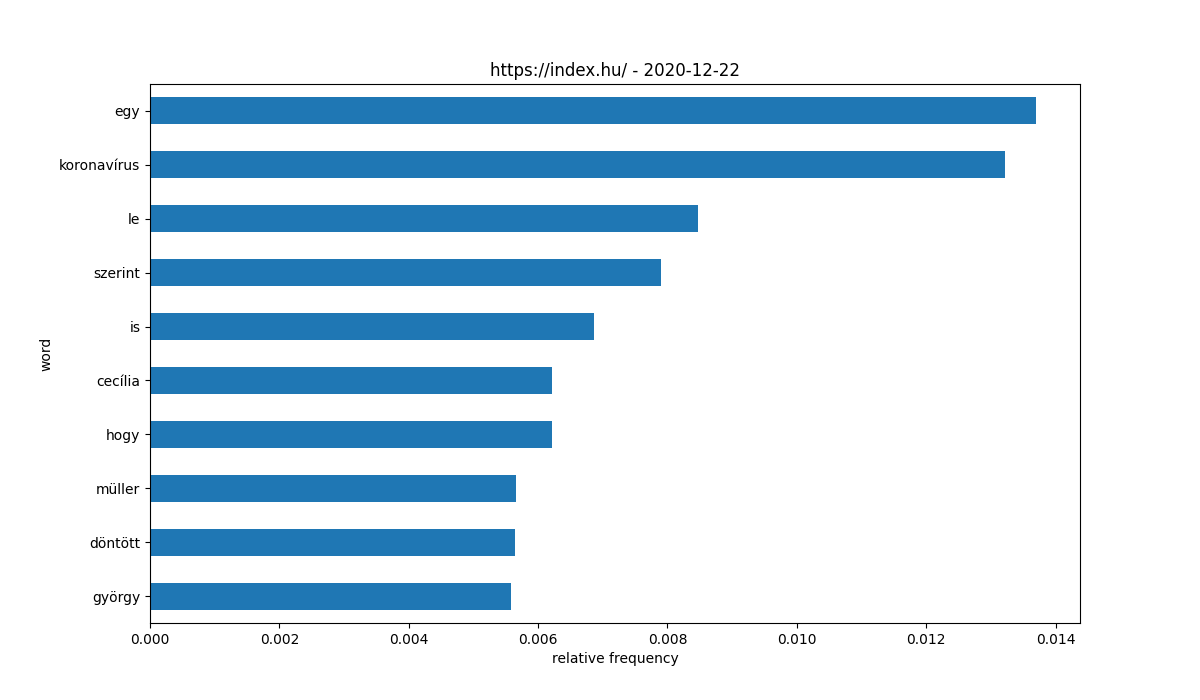 https://index.hu/ - 2020-12-22
egy
koronavírus
le
szerint
is
cecília
hogy
müller
döntött
györgy
word
0.000 0.002 0.004 0.006 0.008 0.010 0.012 0.014
relative frequency